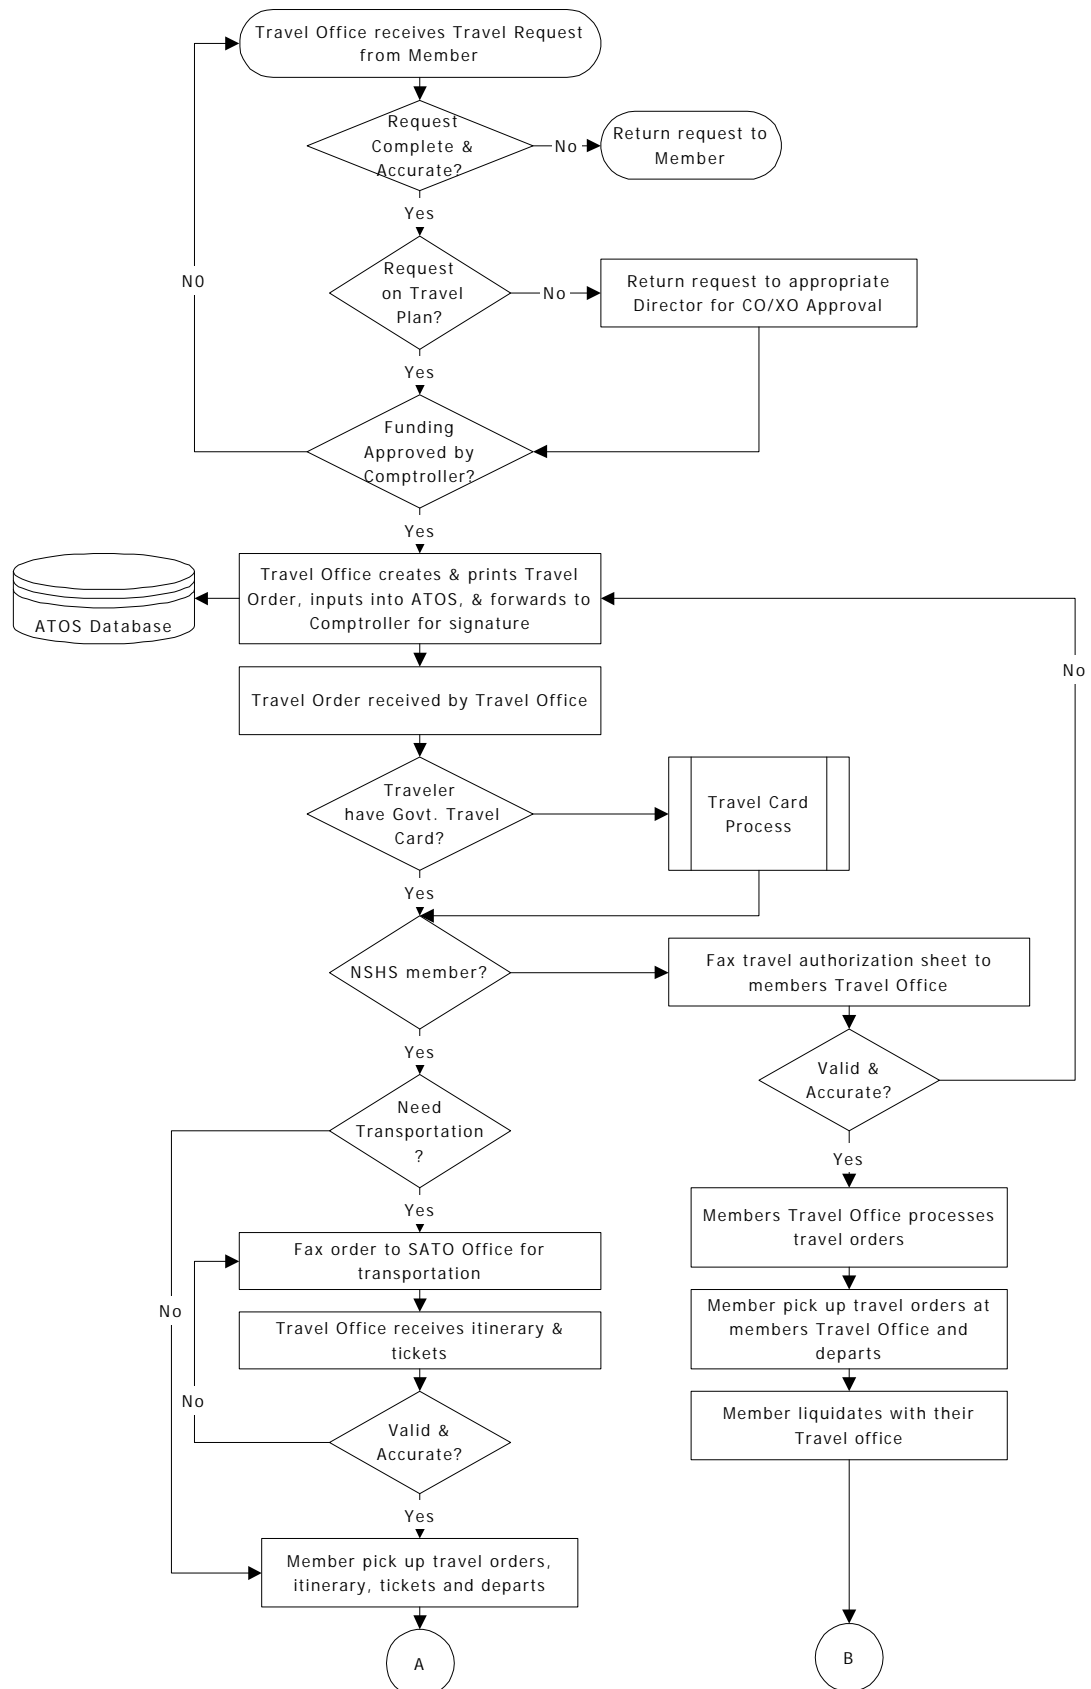 Travel Office receives Travel Request
from Member
Request
Complete &
Accurate?
No
Return request to
Member
Yes
N0
Request
on Travel
Plan?
No
Return request to appropriate
Director for CO/XO Approval
Yes
Funding
Approved by
Comptroller?
Yes
ATOS Database
Travel Office creates & prints Travel
Order, inputs into ATOS, & forwards to
Comptroller for signature
No
Travel Order received by Travel Office
Traveler
have Govt. Travel
Card?
Travel Card
Process
Yes
NSHS member?
Fax travel authorization sheet to
members Travel Office
Yes
Valid &
Accurate?
Need
Transportation
?
Yes
Yes
Members Travel Office processes
travel orders
Fax order to SATO Office for
transportation
No
Travel Office receives itinerary &
tickets
Member pick up travel orders at
members Travel Office and
departs
No
Valid &
Accurate?
Member liquidates with their
Travel office
Yes
Member pick up travel orders,
itinerary, tickets and departs
A
B